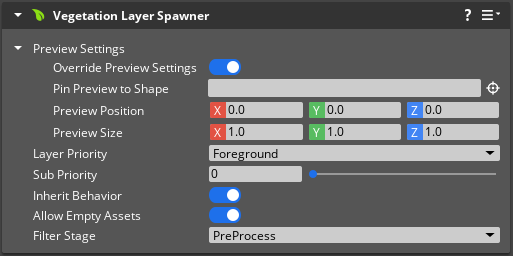 Vegetation Layer Spawner ?
Preview Settings
Override Preview Settings
Pin Preview to Shape
Preview Position X 0.0 Y 0.0 Z 0.0
Preview Size X 1.0 Y 1.0 Z 1.0
Layer Priority Foreground
Sub Priority 0
Inherit Behavior
Allow Empty Assets
Filter Stage PreProcess